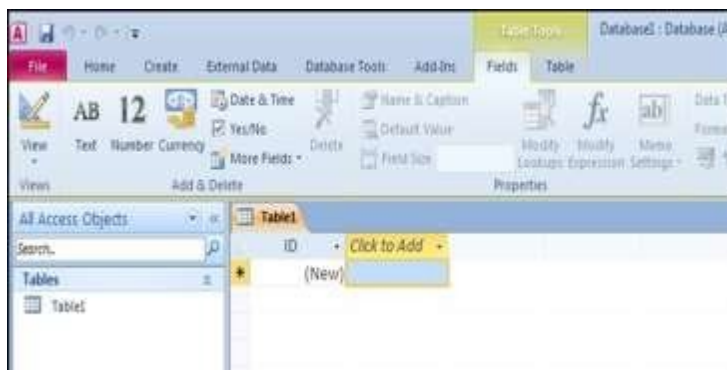 Table Tools Database1 : Database (A
File Home Create External Data Database Tools Add-Ins Fields Table
AB 12 Date & Time Name & Caption fx ab Data
Yes/No Default Value
View Text Number Currency More Fields Delete Field Size Modify Lookups Modify Expression Memo Settings
Views Add & Delete Properties
All Access Objects « Table1
Search.. ID Click to Add
Tables * (New)
Table1